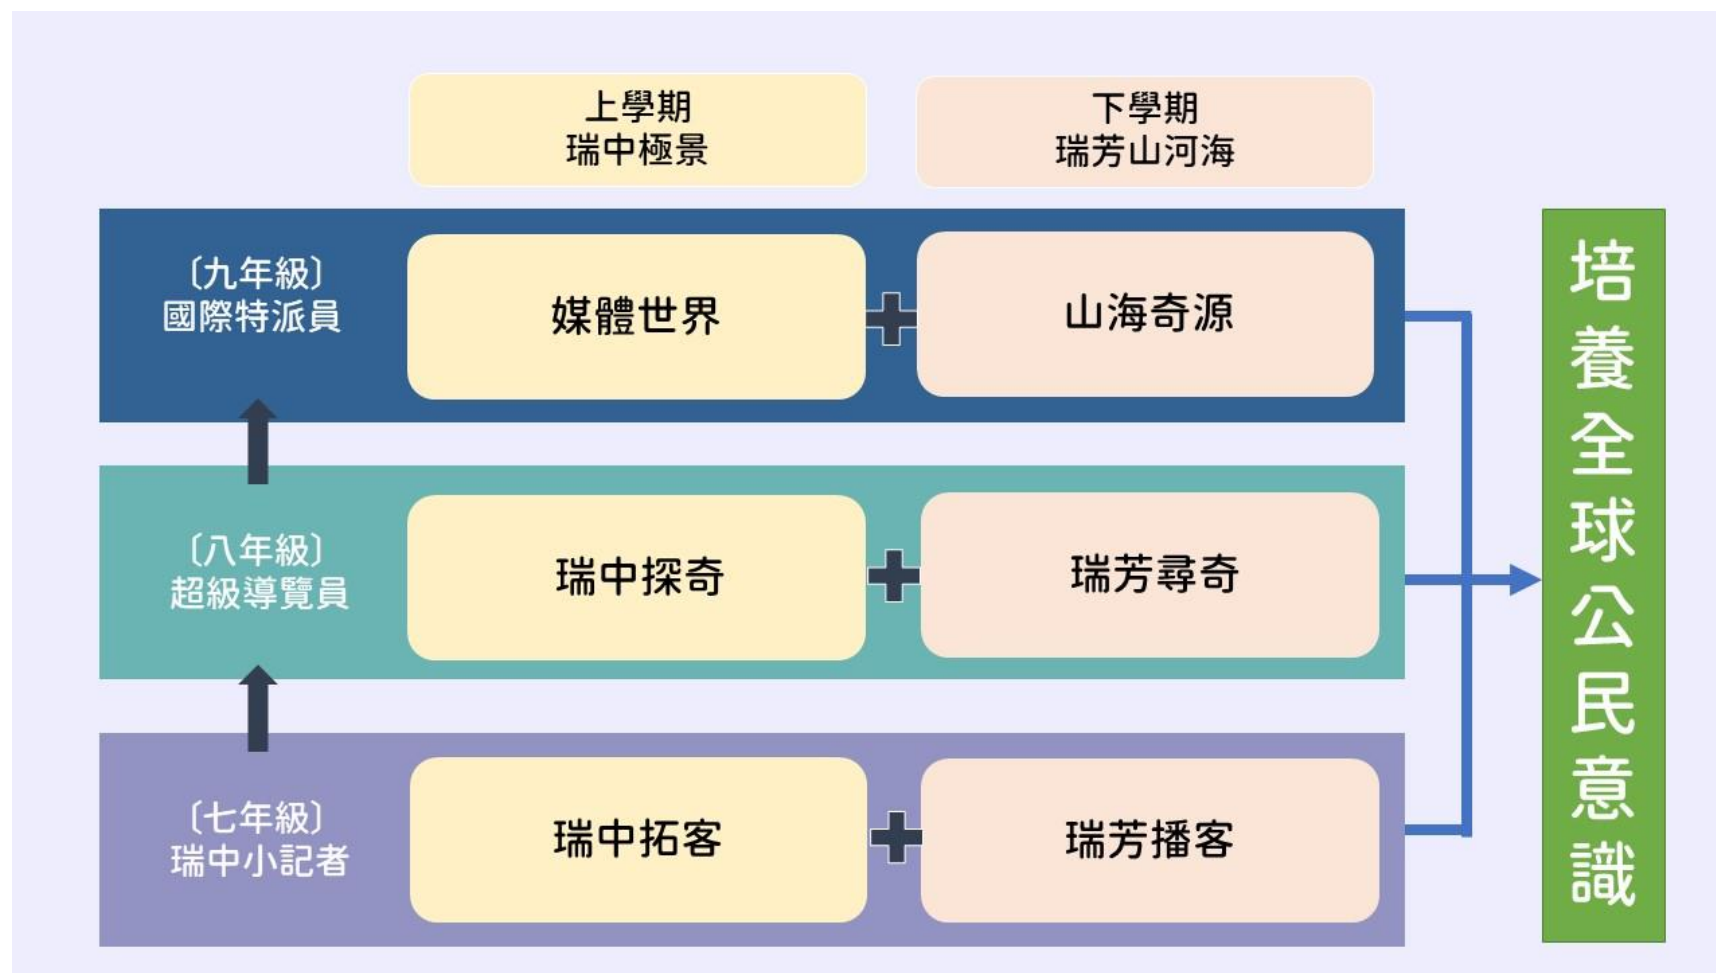 上學期
瑞中極景
下學期
瑞芳山河海
〔九年級〕
國際特派員
媒體世界
山海奇源
〔八年級〕
超級導覽員
瑞中探奇
瑞芳尋奇
〔七年級〕
瑞中小記者
瑞中拓客
瑞芳播客
培養全球公民意識